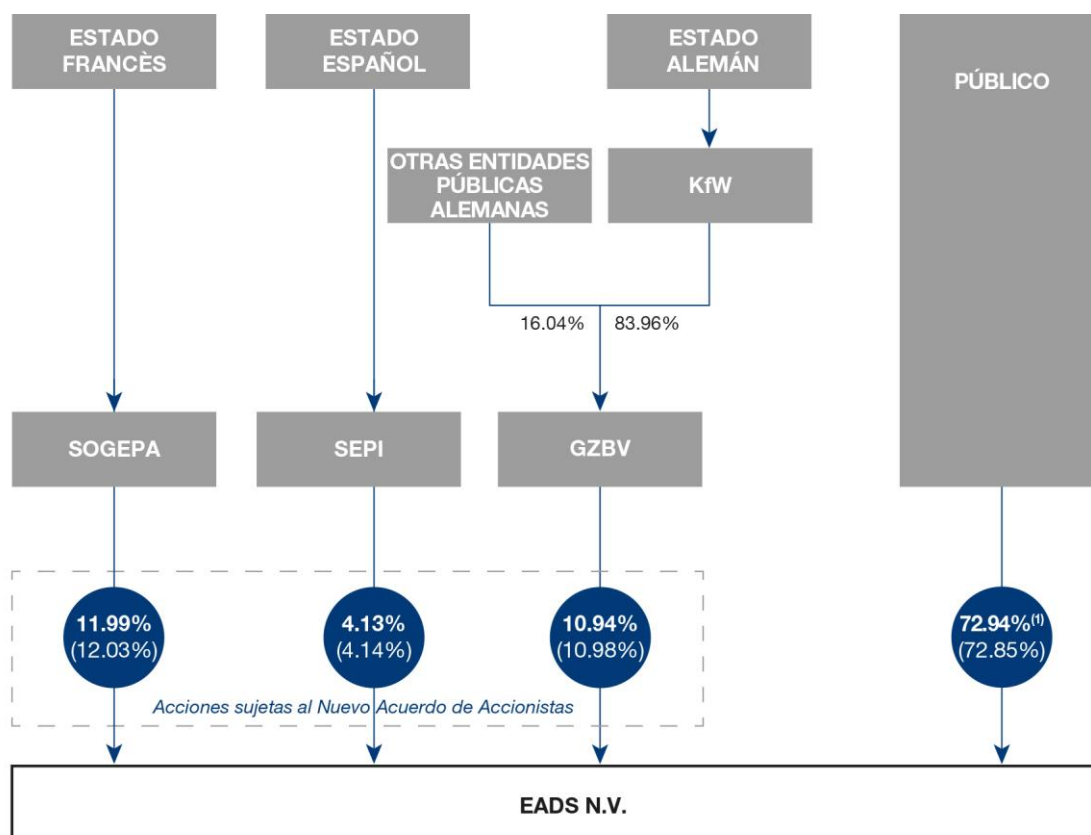 ESTADO
FRANCÈS
ESTADO
ESPAÑOL
ESTADO
ALEMÁN
PÚBLICO
OTRAS ENTIDADES
PÚBLICAS
ALEMANAS
KfW
16.04%
83.96%
SOGEPA
SEPI
GZBV
11.99%
(12.03%)
4.13%
(4.14%)
10.94%
(10.98%)
72.94%(1)
(72.85%)
Acciones sujetas al Nuevo Acuerdo de Accionistas
EADS N.V.